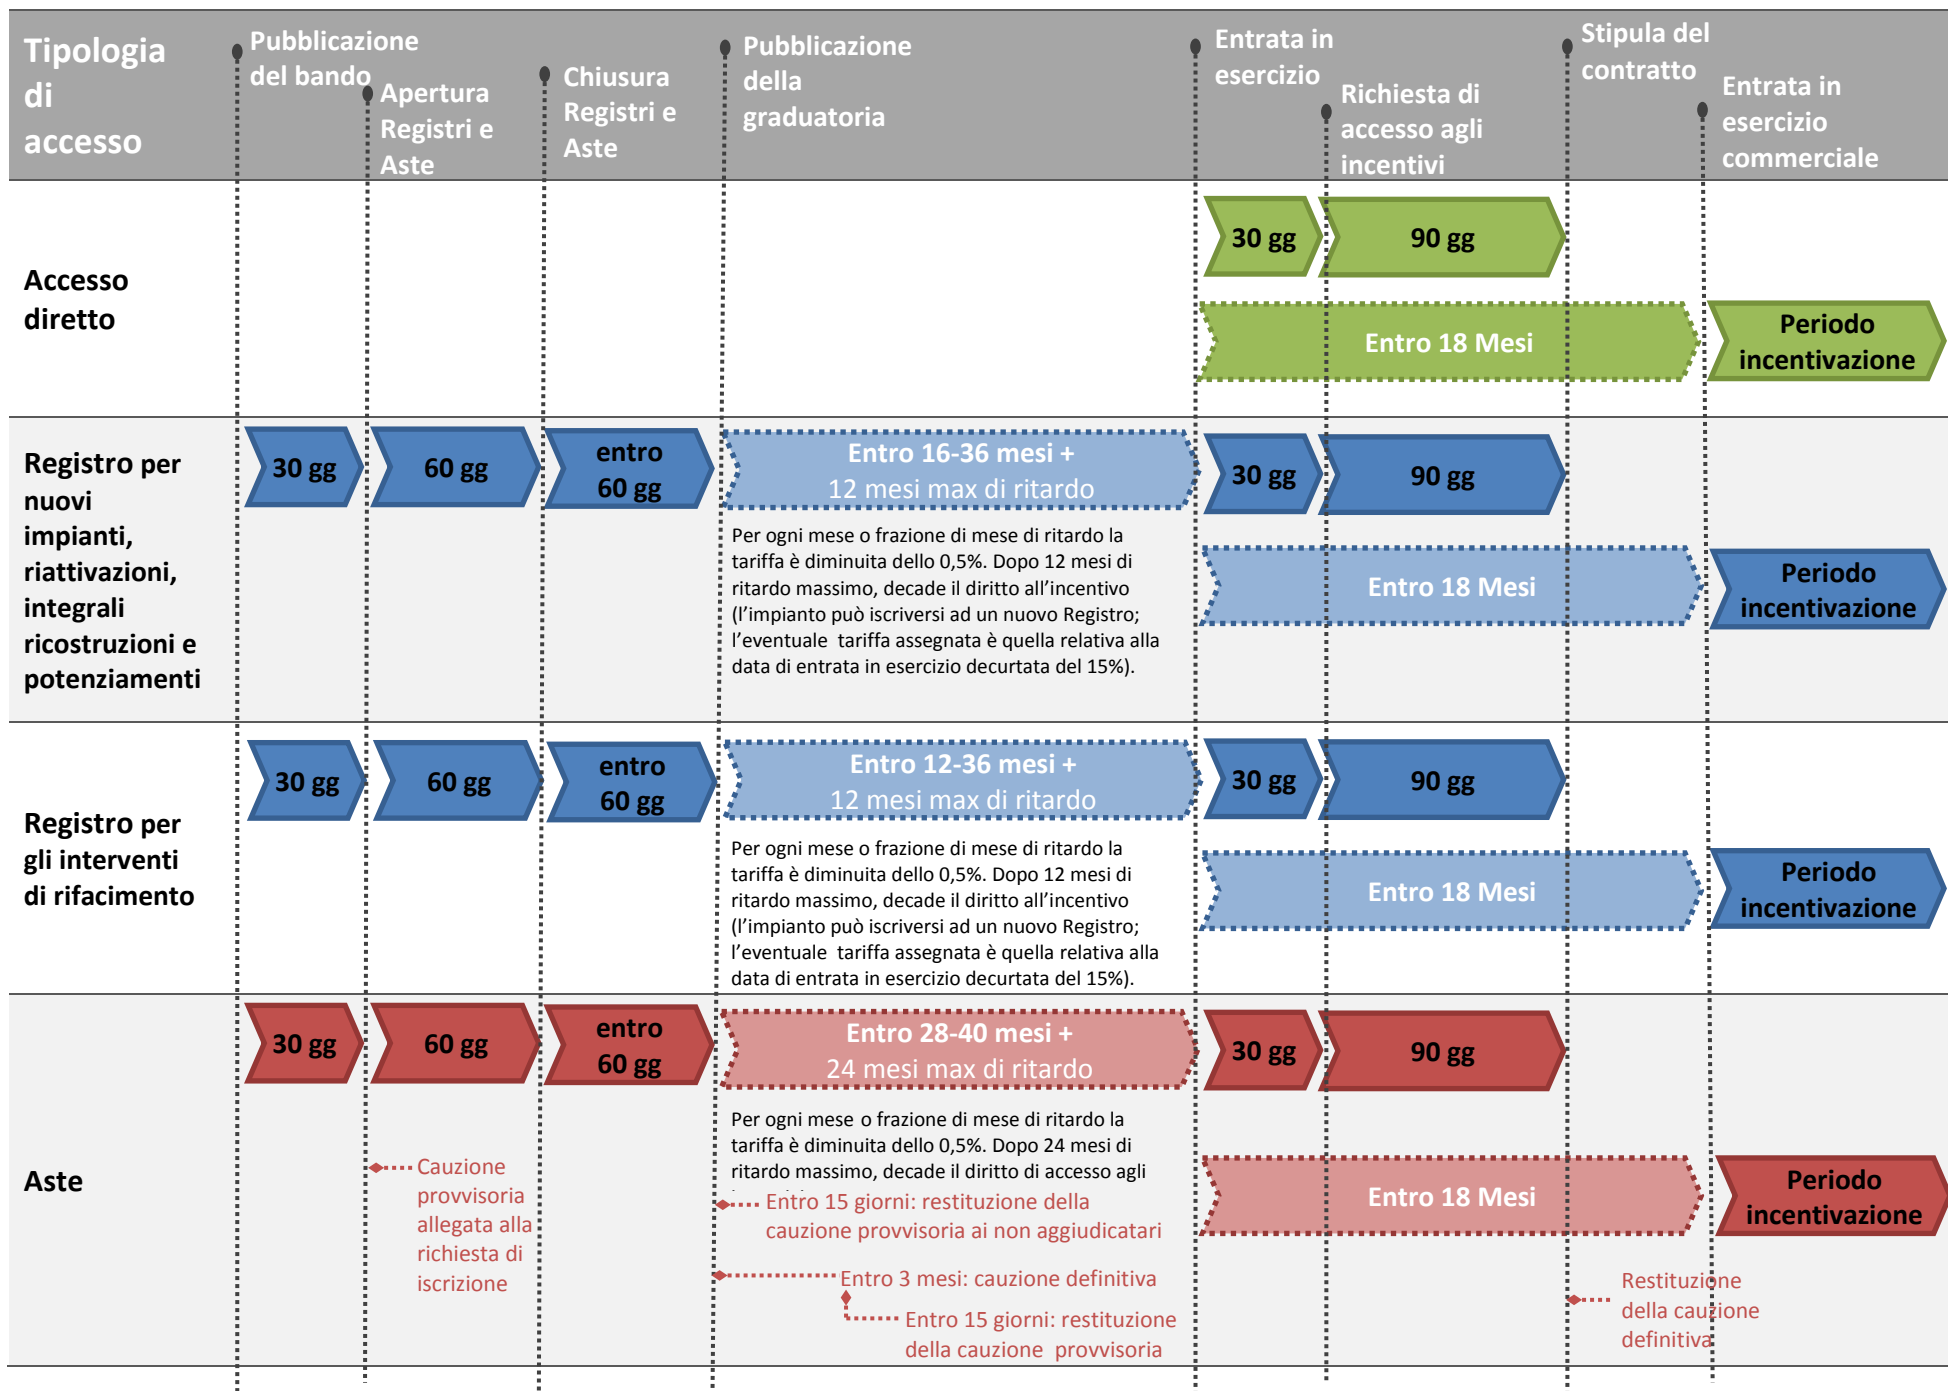 Tipologia
di
accesso
Pubblicazione
del bando
Apertura
Registri e
Aste
Chiusura
Registri e
Aste
Pubblicazione
della
graduatoria
Entrata in
esercizio
Richiesta di
accesso agli
incentivi
Stipula del
contratto
Entrata in
esercizio
commerciale
Accesso
diretto
30 gg
90 gg
Entro 18 Mesi
Periodo
incentivazione
Registro per
nuovi
impianti,
riattivazioni,
integrali
ricostruzioni e
potenziamenti
30 gg
60 gg
entro
60 gg
Entro 16-36 mesi +
12 mesi max di ritardo
30 gg
90 gg
Per ogni mese o frazione di mese di ritardo la
tariffa è diminuita dello 0,5%. Dopo 12 mesi di
ritardo massimo, decade il diritto all’incentivo
(l’impianto può iscriversi ad un nuovo Registro;
l’eventuale tariffa assegnata è quella relativa alla
data di entrata in esercizio decurtata del 15%).
Entro 18 Mesi
Periodo
incentivazione
Registro per
gli interventi
di rifacimento
30 gg
60 gg
entro
60 gg
Entro 12-36 mesi +
12 mesi max di ritardo
30 gg
90 gg
Per ogni mese o frazione di mese di ritardo la
tariffa è diminuita dello 0,5%. Dopo 12 mesi di
ritardo massimo, decade il diritto all’incentivo
(l’impianto può iscriversi ad un nuovo Registro;
l’eventuale tariffa assegnata è quella relativa alla
data di entrata in esercizio decurtata del 15%).
Entro 18 Mesi
Periodo
incentivazione
Aste
30 gg
60 gg
entro
60 gg
Entro 28-40 mesi +
24 mesi max di ritardo
30 gg
90 gg
Per ogni mese o frazione di mese di ritardo la
tariffa è diminuita dello 0,5%. Dopo 24 mesi di
ritardo massimo, decade il diritto di accesso agli
Cauzione
provvisoria
allegata alla
richiesta di
iscrizione
Entro 15 giorni: restituzione della
cauzione provvisoria ai non aggiudicatari
Entro 3 mesi: cauzione definitiva
Entro 15 giorni: restituzione
della cauzione provvisoria
Entro 18 Mesi
Periodo
incentivazione
Restituzione
della cauzione
definitiva